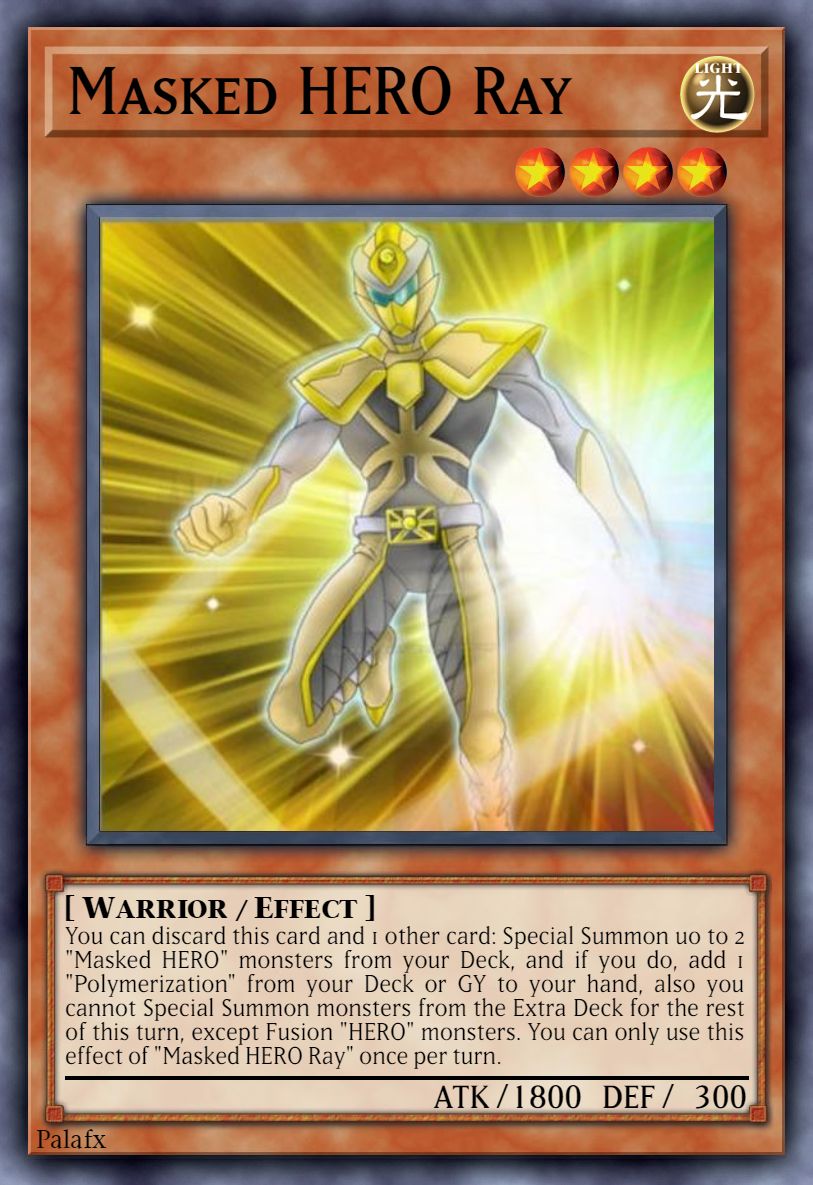 Masked HERO Ray
LIGHT
光
[ Warrior / Effect ]
You can discard this card and 1 other card: Special Summon uo to 2
"Masked HERO" monsters from your Deck, and if you do, add 1
"Polymerization" from your Deck or GY to your hand, also you
cannot Special Summon monsters from the Extra Deck for the rest
of this turn, except Fusion "HERO" monsters. You can only use this
effect of "Masked HERO Ray" once per turn.
ATK / 1800 DEF / 300
Palafx